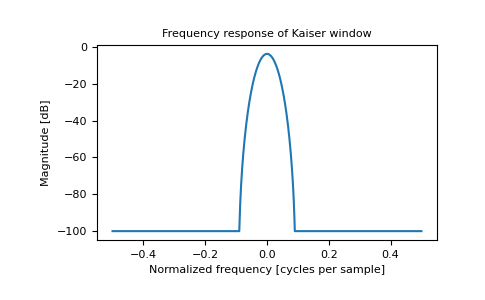 Frequency response of Kaiser window
0
−20
−40
−60
−80
−100
Magnitude [dB]
−0.4 −0.2 0.0 0.2 0.4
Normalized frequency [cycles per sample]